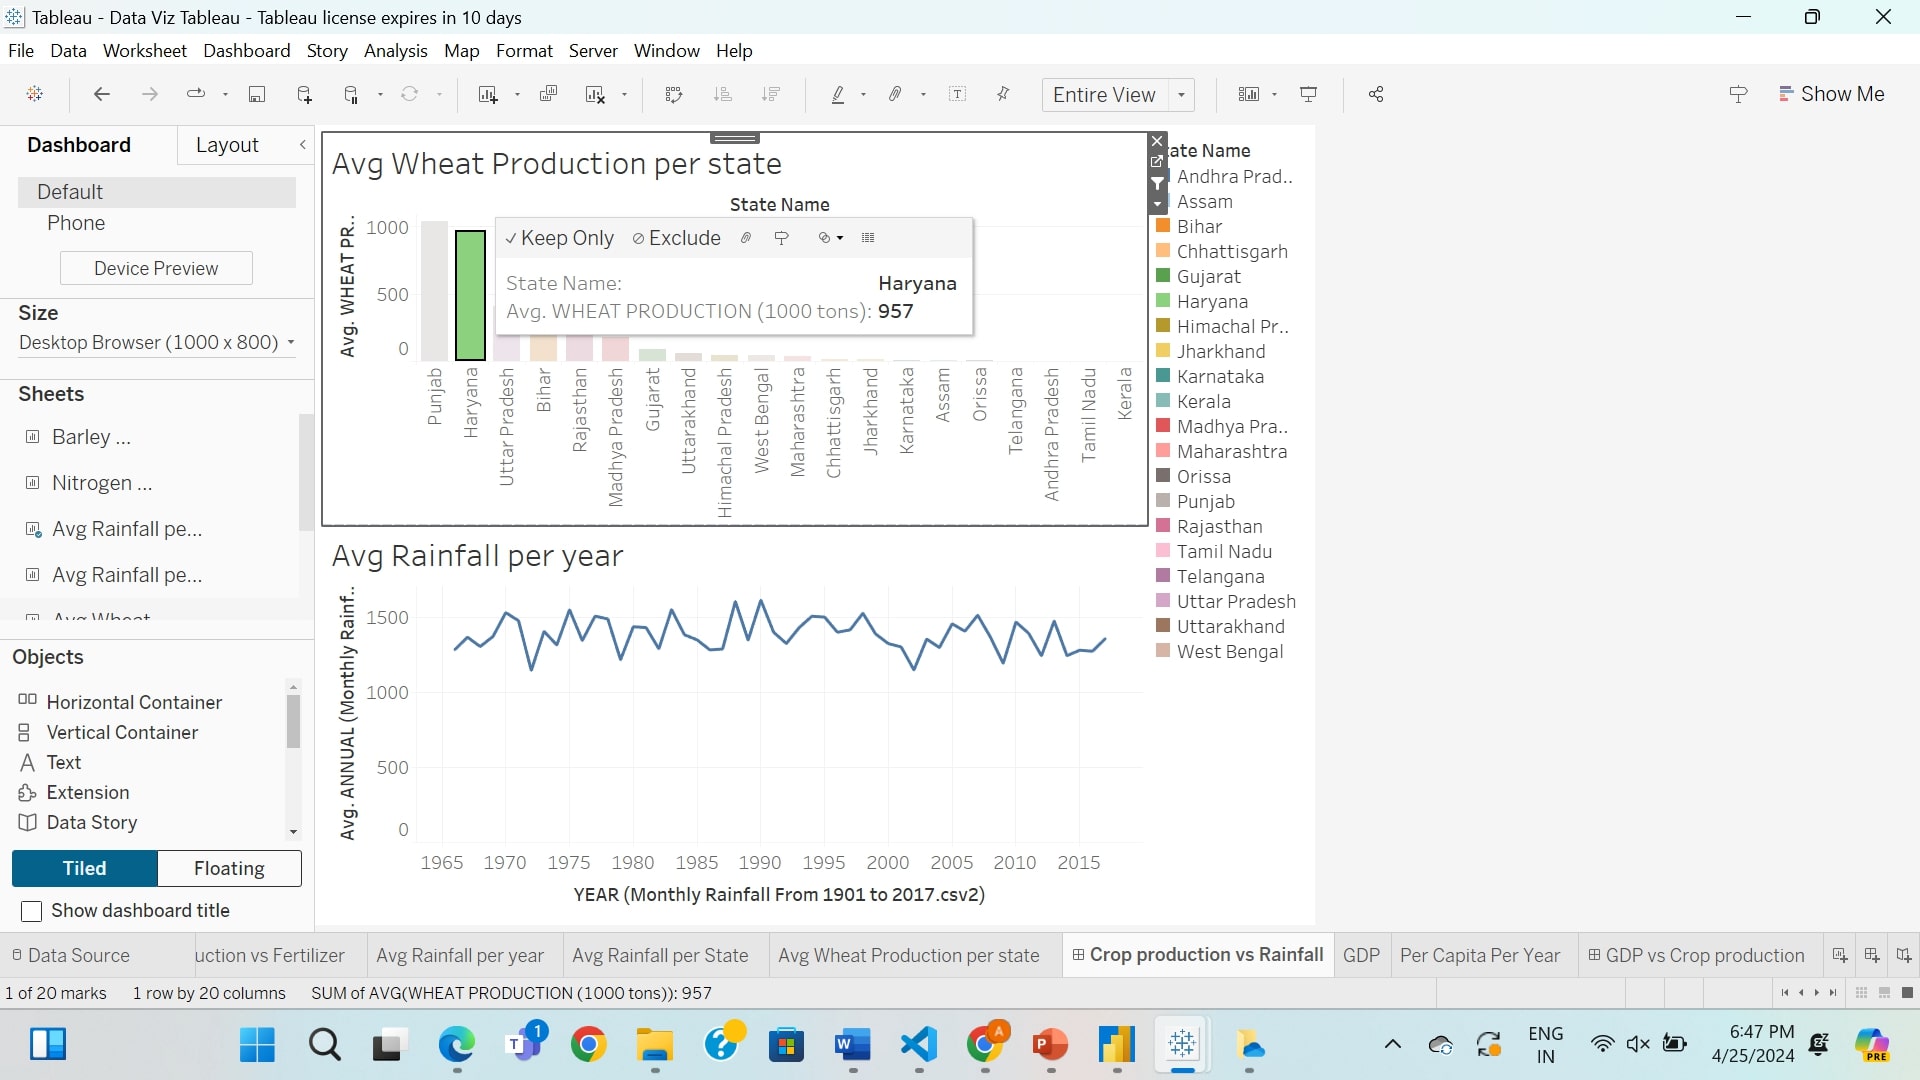 Tableau - Data Viz Tableau - Tableau license expires in 10 days
File Data Worksheet Dashboard Story Analysis Map Format Server Window Help
Entire View
Show Me
Dashboard
Layout
Default
Phone
Device Preview
Size
Desktop Browser (1000 x 800)
Sheets
Barley ...
Nitrogen ...
Avg Rainfall pe...
Avg Rainfall pe...
Avg Wheat
Objects
Horizontal Container
Vertical Container
Text
Extension
Data Story
Tiled
Floating
Show dashboard title
Avg Wheat Production per state
State Name
Avg. WHEAT PR...
1000
500
0
Keep Only
Exclude
State Name: Haryana
Avg. WHEAT PRODUCTION (1000 tons): 957
Punjab
Haryana
Uttar Pradesh
Bihar
Rajasthan
Madhya Pradesh
Gujarat
Uttarakhand
Himachal Pradesh
West Bengal
Maharashtra
Chhattisgarh
Jharkhand
Karnataka
Assam
Orissa
Telangana
Andhra Pradesh
Tamil Nadu
Kerala
ate Name
Andhra Prad..
Assam
Bihar
Chhattisgarh
Gujarat
Haryana
Himachal Pr..
Jharkhand
Karnataka
Kerala
Madhya Pra..
Maharashtra
Orissa
Punjab
Rajasthan
Tamil Nadu
Telangana
Uttar Pradesh
Uttarakhand
West Bengal
Avg Rainfall per year
Avg. ANNUAL (Monthly Rainf..
1500
1000
500
0
1965 1970 1975 1980 1985 1990 1995 2000 2005 2010 2015
YEAR (Monthly Rainfall From 1901 to 2017.csv2)
Data Source
uction vs Fertilizer
Avg Rainfall per year
Avg Rainfall per State
Avg Wheat Production per state
Crop production vs Rainfall
GDP
Per Capita Per Year
GDP vs Crop production
1 of 20 marks 1 row by 20 columns SUM of AVG(WHEAT PRODUCTION (1000 tons)): 957
1
A
PRE
ENG
IN
6:47 PM
4/25/2024